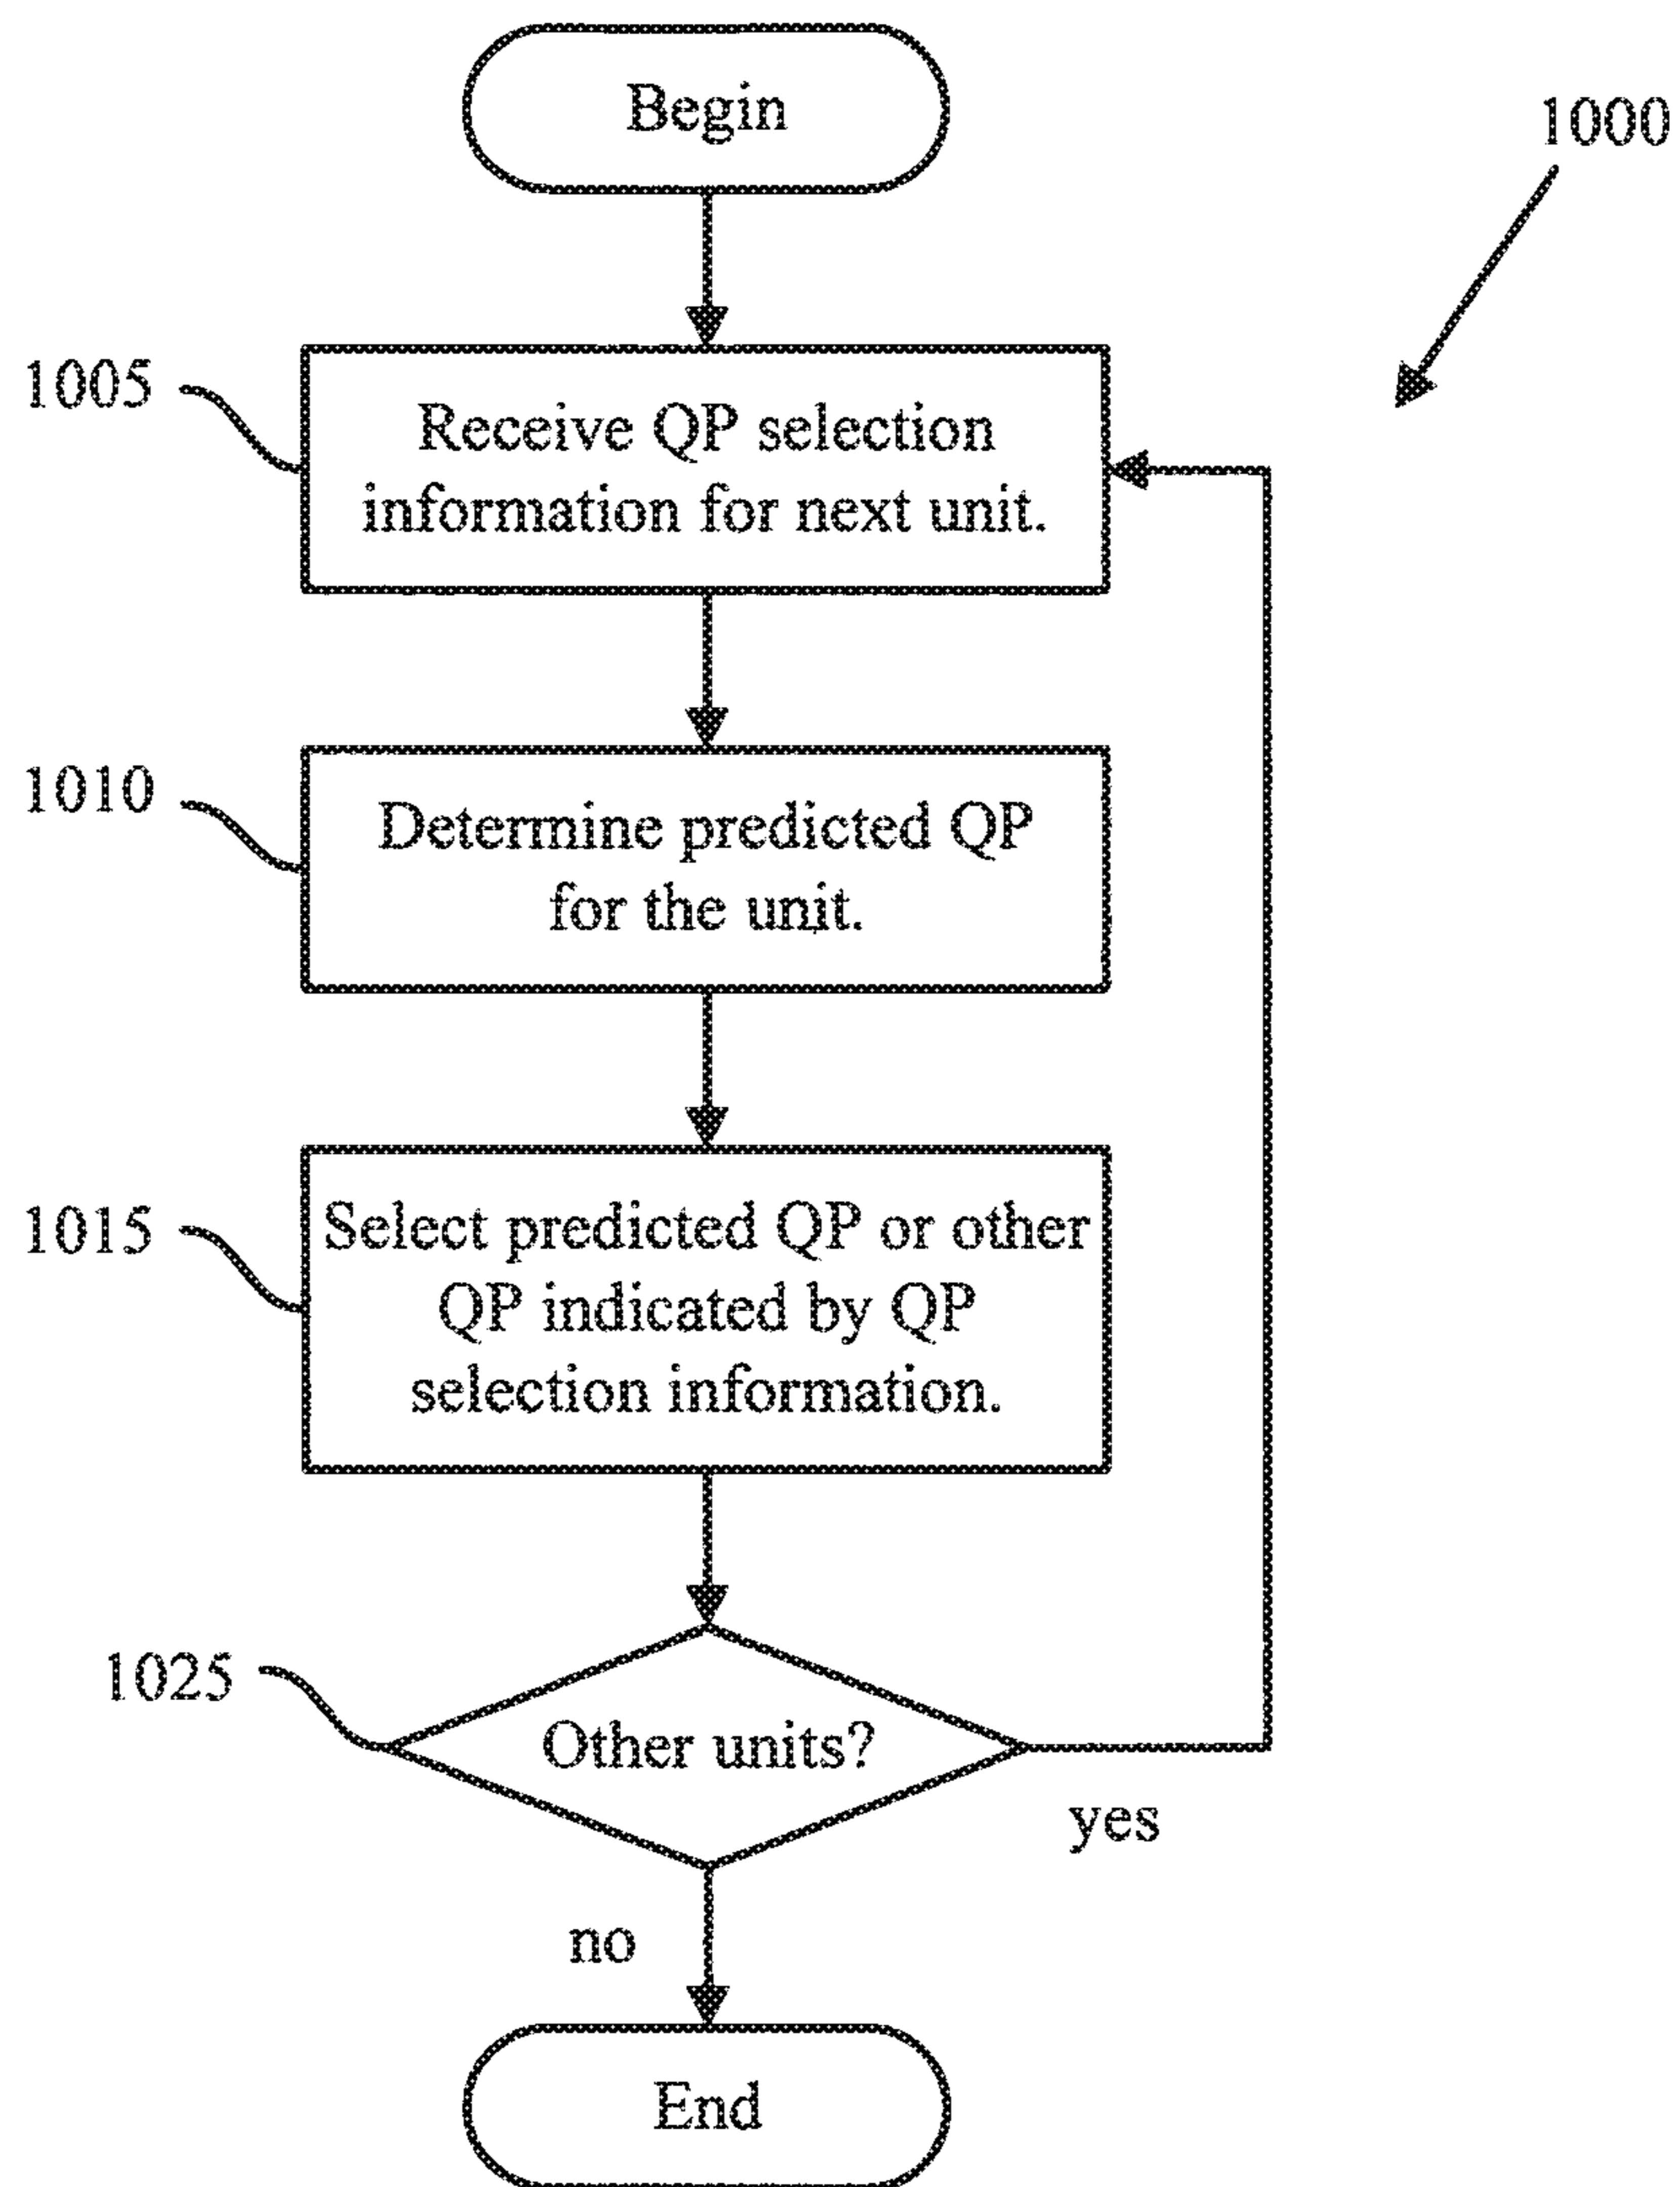 Begin
1000
1005
Receive QP selection
information for next unit.
1010
Determine predicted QP
for the unit.
1015
Select predicted QP or other
QP indicated by QP
selection information.
1025
Other units?
yes
no
End